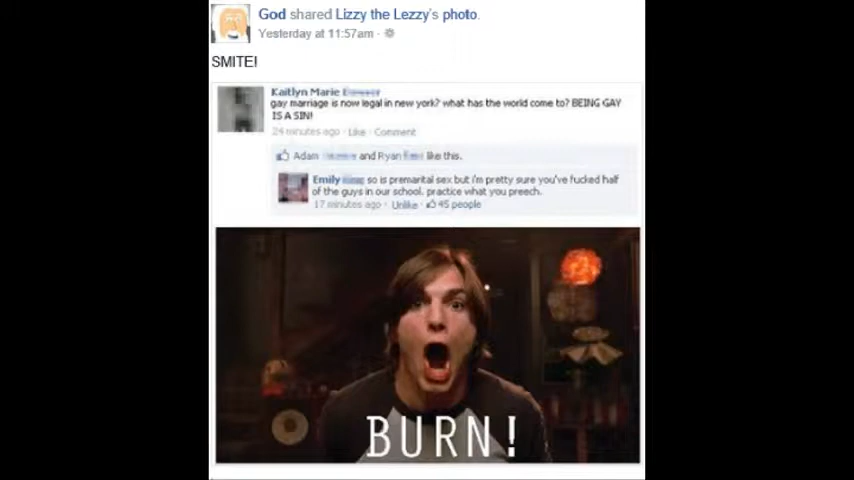 God shared Lizzy the Lezzy's photo.
Yesterday at 11:57am ·
SMITE!
Kaitlyn Marie
gay marriage is now legal in new york? what has the world come to? BEING GAY
IS A SIN!
24 minutes ago · Like · Comment
Adam and Ryan like this.
Emily so is premarital sex but i'm pretty sure you've fucked half
of the guys in our school. practice what you preech.
17 minutes ago · Unlike · 45 people
BURN!